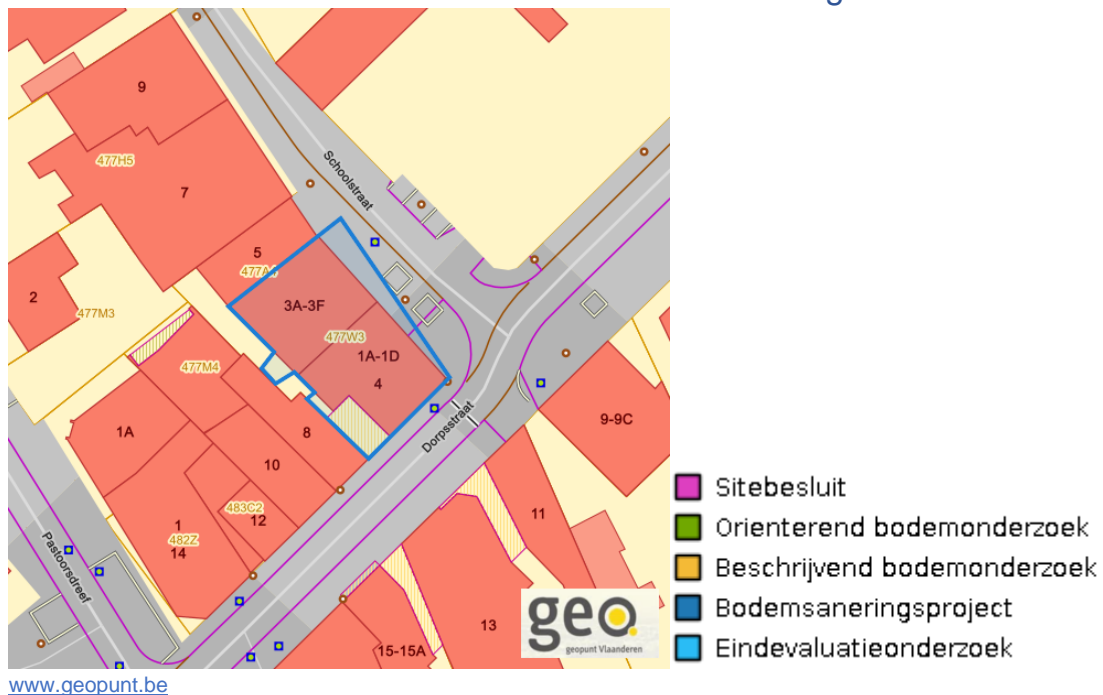 9
477H5
7
Schoolstraat
5
2
477M3
3A-3F
477W3
1A-1D
4
477M4
1A
8
9-9C
Dorpsstraat
10
483C2
12
1
482Z
14
11
Pastoorsdreef
13
15-15A
geo.
geopunt Vlaanderen
Sitebesluit
Orienterend bodemonderzoek
Beschrijvend bodemonderzoek
Bodemsaneringsproject
Eindevaluatieonderzoek
www.geopunt.be